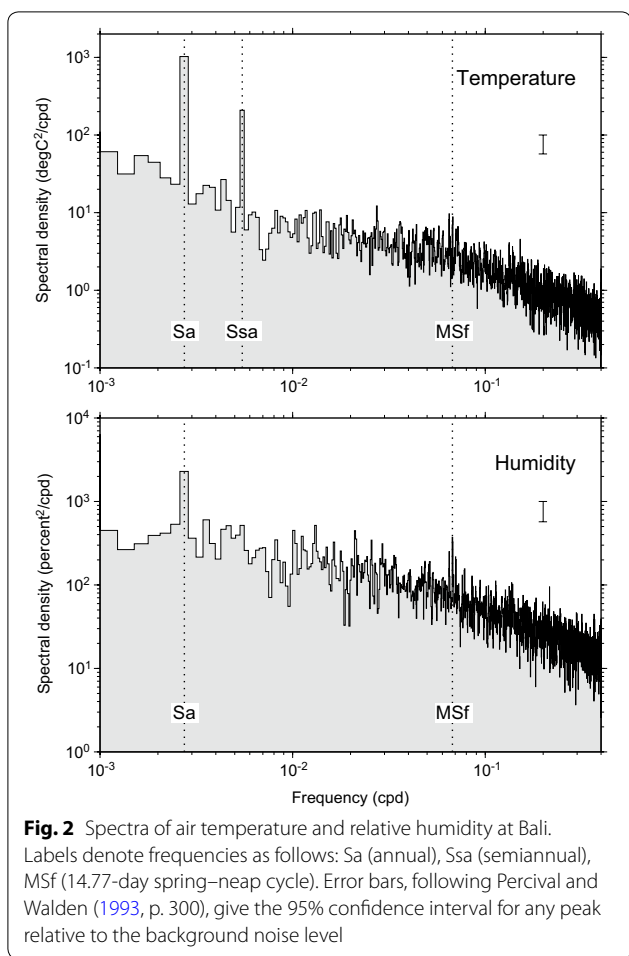 10³
10²
10¹
10⁰
10⁻¹
Spectral density (degC²/cpd)
Temperature
Sa
Ssa
MSf
10⁻³
10⁻²
10⁻¹
10⁴
10³
10²
10¹
10⁰
Spectral density (percent²/cpd)
Humidity
Sa
MSf
10⁻³
10⁻²
10⁻¹
Frequency (cpd)
Fig. 2 Spectra of air temperature and relative humidity at Bali.
Labels denote frequencies as follows: Sa (annual), Ssa (semiannual),
MSf (14.77-day spring–neap cycle). Error bars, following Percival and
Walden (1993, p. 300), give the 95% confidence interval for any peak
relative to the background noise level